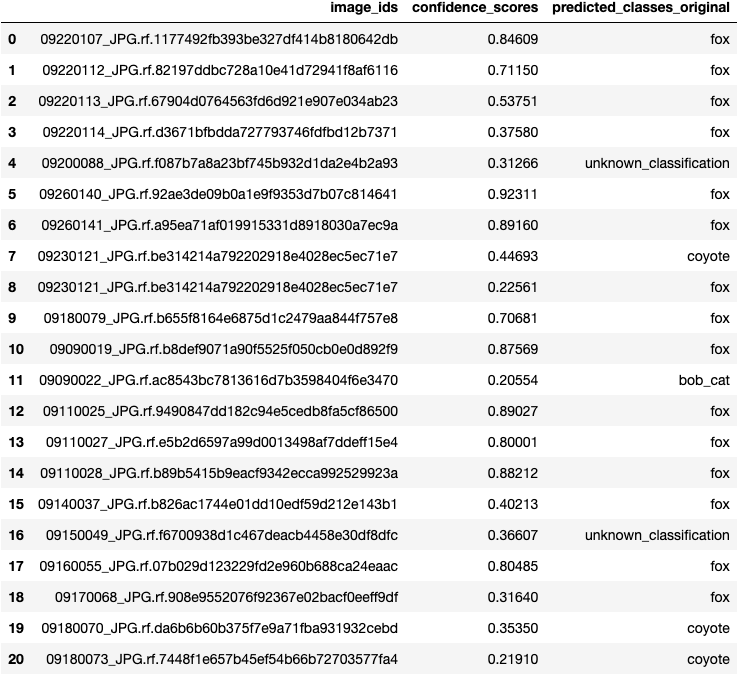 image_ids confidence_scores predicted_classes_original
0 09220107_JPG.rf.1177492fb393be327df414b8180642db 0.84609 fox
1 09220112_JPG.rf.82197ddbc728a10e41d72941f8af6116 0.71150 fox
2 09220113_JPG.rf.67904d0764563fd6d921e907e034ab23 0.53751 fox
3 09220114_JPG.rf.d3671bfbdda727793746fdfbd12b7371 0.37580 fox
4 09200088_JPG.rf.f087b7a8a23bf745b932d1da2e4b2a93 0.31266 unknown_classification
5 09260140_JPG.rf.92ae3de09b0a1e9f9353d7b07c814641 0.92311 fox
6 09260141_JPG.rf.a95ea71af019915331d8918030a7ec9a 0.89160 fox
7 09230121_JPG.rf.be314214a792202918e4028ec5ec71e7 0.44693 coyote
8 09230121_JPG.rf.be314214a792202918e4028ec5ec71e7 0.22561 fox
9 09180079_JPG.rf.b655f8164e6875d1c2479aa844f757e8 0.70681 fox
10 09090019_JPG.rf.b8def9071a90f5525f050cb0e0d892f9 0.87569 fox
11 09090022_JPG.rf.ac8543bc7813616d7b3598404f6e3470 0.20554 bob_cat
12 09110025_JPG.rf.9490847dd182c94e5cedb8fa5cf86500 0.89027 fox
13 09110027_JPG.rf.e5b2d6597a99d0013498af7ddeff15e4 0.80001 fox
14 09110028_JPG.rf.b89b5415b9eacf9342ecca992529923a 0.88212 fox
15 09140037_JPG.rf.b826ac1744e01dd10edf59d212e143b1 0.40213 fox
16 09150049_JPG.rf.f6700938d1c467deacb4458e30df8dfc 0.36607 unknown_classification
17 09160055_JPG.rf.07b029d123229fd2e960b688ca24eaac 0.80485 fox
18 09170068_JPG.rf.908e9552076f92367e02bacf0eeff9df 0.31640 fox
19 09180070_JPG.rf.da6b6b60b375f7e9a71fba931932cebd 0.35350 coyote
20 09180073_JPG.rf.7448f1e657b45ef54b66b72703577fa4 0.21910 coyote